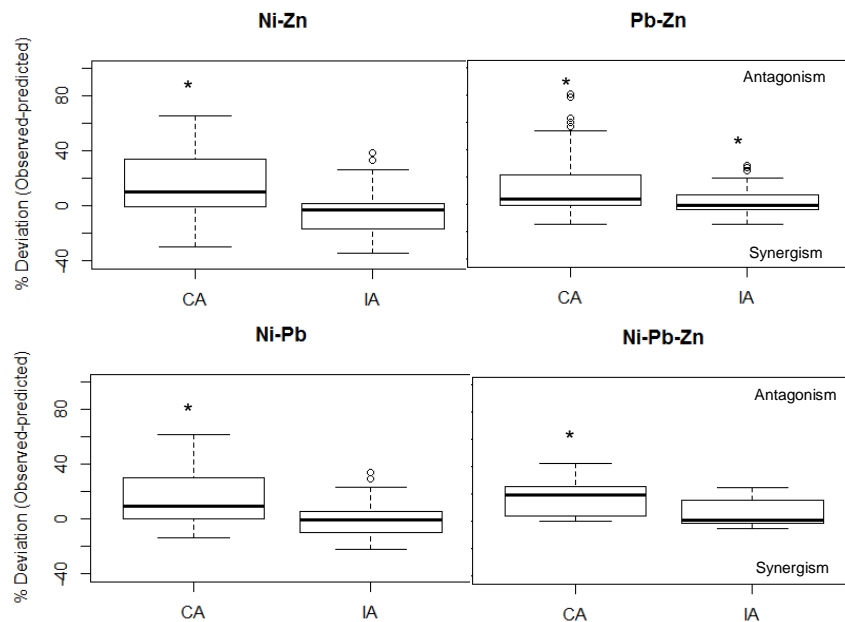 Ni-Zn
Pb-Zn
% Deviation (Observed-predicted)
80
40
0
-40
*
*
*
Antagonism
Synergism
CA
IA
CA
IA
Ni-Pb
Ni-Pb-Zn
% Deviation (Observed-predicted)
80
40
0
-40
*
*
Antagonism
Synergism
CA
IA
CA
IA